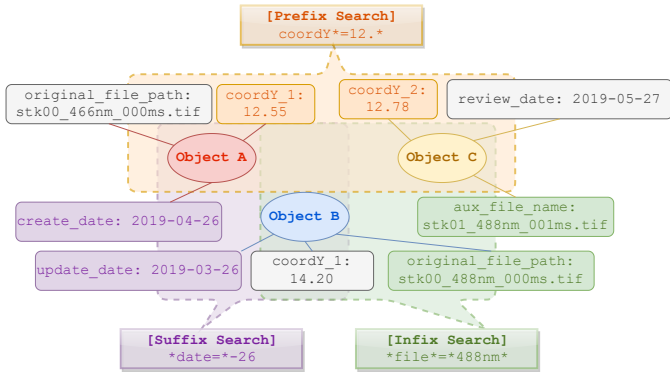 [Prefix Search]
coordY*=12.*
original_file_path:
stk00_466nm_000ms.tif
coordY_1:
12.55
coordY_2:
12.78
review_date: 2019-05-27
Object A
Object C
create_date: 2019-04-26
Object B
aux_file_name:
stk01_488nm_001ms.tif
update_date: 2019-03-26
coordY_1:
14.20
original_file_path:
stk00_488nm_000ms.tif
[Suffix Search]
*date=*-26
[Infix Search]
*file*=*488nm*